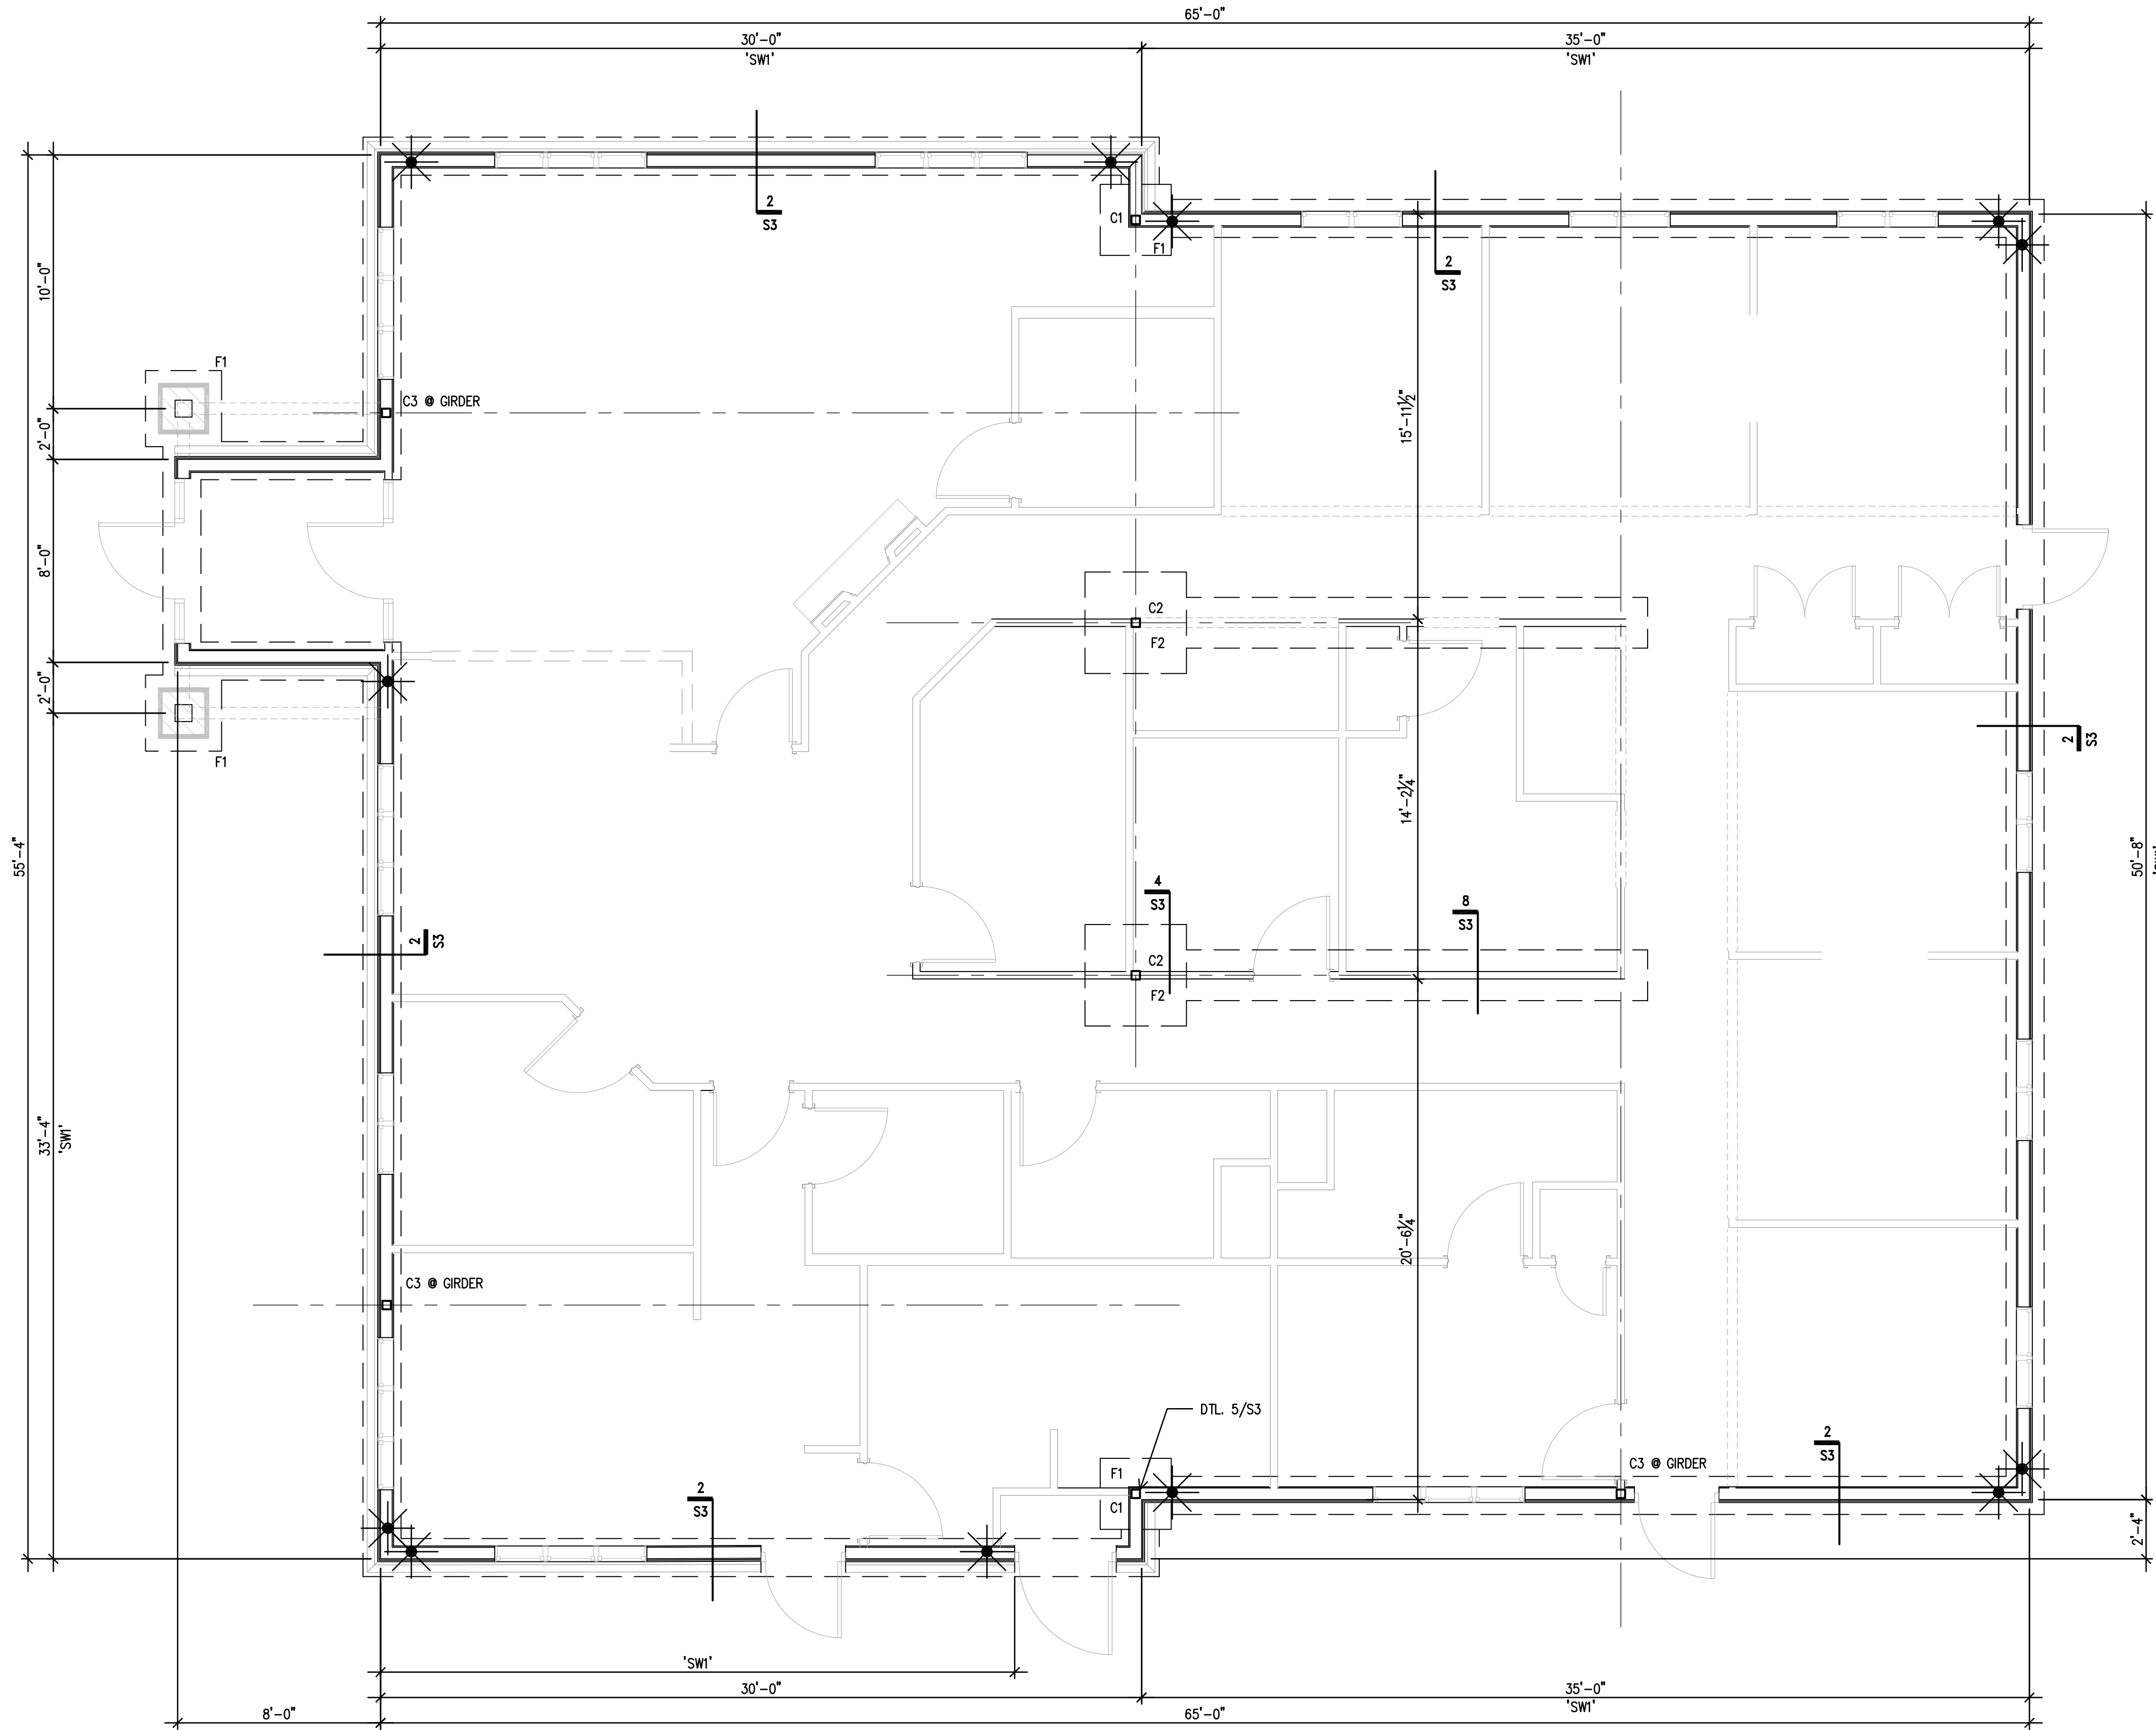 65'-0"
30'-0"
'SW1'
35'-0"
'SW1'
2
S3
C1
F1
2
S3
10'-0"
F1
C3 @ GIRDER
15'-11½"
2'-0"
8'-0"
C2
F2
2'-0"
F1
2
S3
14'-2¼"
55'-4"
50'-8"
4
S3
8
S3
2
S3
C2
F2
33'-4"
'SW1'
20'-6¼"
C3 @ GIRDER
DTL. 5/S3
2
S3
C3 @ GIRDER
F1
C1
2
S3
2'-4"
'SW1'
30'-0"
35'-0"
'SW1'
8'-0"
65'-0"